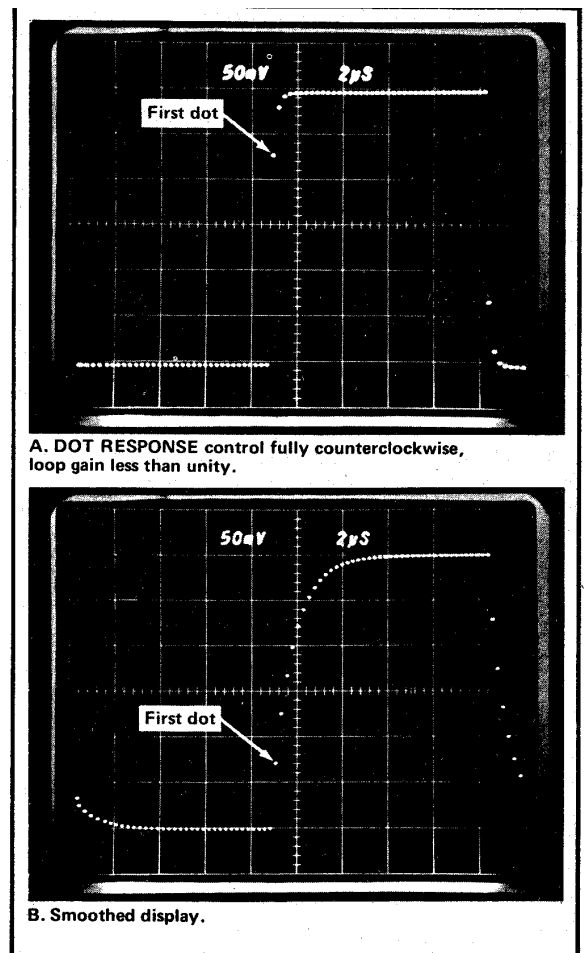 50mV 2µS
First dot
A. DOT RESPONSE control fully counterclockwise,
loop gain less than unity.
50mV 2µS
First dot
B. Smoothed display.